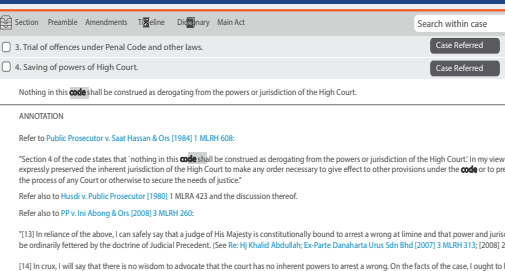 Section Preamble Amendments Timeline Dictionary Main Act Search within case
3. Trial of offences under Penal Code and other laws. Case Referred
4. Saving of powers of High Court. Case Referred
Nothing in this code shall be construed as derogating from the powers or jurisdiction of the High Court.
ANNOTATION
Refer to Public Prosecutor v. Saat Hassan & Ors [1984] 1 MLRH 608:
"Section 4 of the code states that `nothing in this code shall be construed as derogating from the powers or jurisdiction of the High Court.' In my view
expressly preserved the inherent jurisdiction of the High Court to make any order necessary to give effect to other provisions under the code or to pre
the process of any Court or otherwise to secure the needs of justice."
Refer also to Husdi v. Public Prosecutor [1980] 1 MLRA 423 and the discussion thereof.
Refer also to PP v. Ini Abong & Ors [2008] 3 MLRH 260:
"[13] In reliance of the above, I can safely say that a judge of His Majesty is constitutionally bound to arrest a wrong at limine and that power and jurisd
be ordinarily fettered by the doctrine of Judicial Precedent. (See Re: Hj Khalid Abdullah; Ex-Parte Danaharta Urus Sdn Bhd [2007] 3 MLRH 313; [2008] 2
[14] In crux, I will say that there is no wisdom to advocate that the court has no inherent powers to arrest a wrong. On the facts of the case, I ought to h